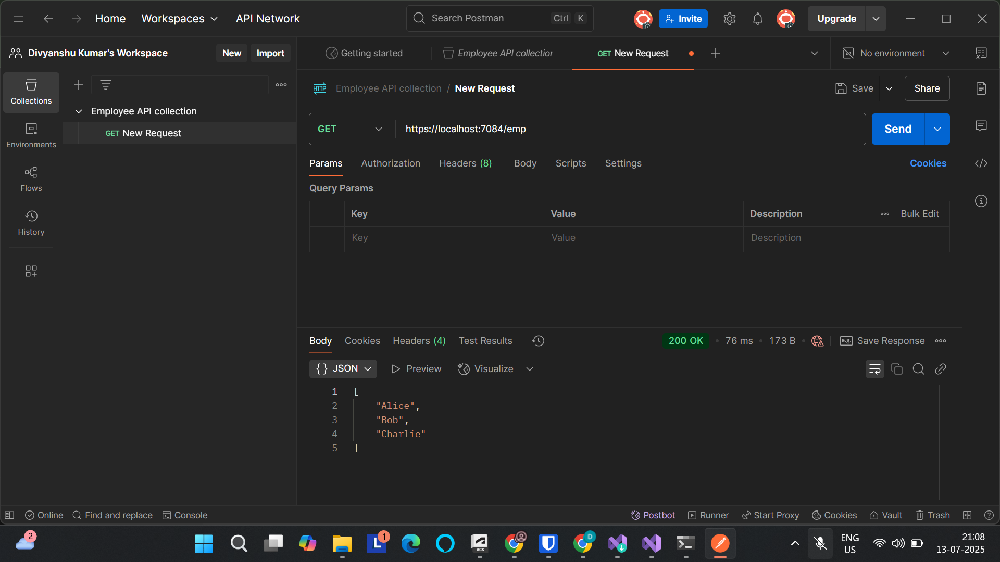 Home Workspaces API Network Search Postman Ctrl K Invite Upgrade
Divyanshu Kumar's Workspace New Import Getting started Employee API collection GET New Request No environment
Collections
Employee API collection / New Request Save Share
Employee API collection
GET New Request
GET https://localhost:7084/emp Send
Environments
Params Authorization Headers (8) Body Scripts Settings Cookies
Flows
Query Params
Key Value Description Bulk Edit
History
Key Value Description
Body Cookies Headers (4) Test Results 200 OK • 76 ms • 173 B • e.g. Save Response
{} JSON Preview Visualize
1 [
2 "Alice",
3 "Bob",
4 "Charlie"
5 ]
Online Find and replace Console Postbot Runner Start Proxy Cookies Vault Trash
2 L 1 ACS D ENG 21:08
US 13-07-2025